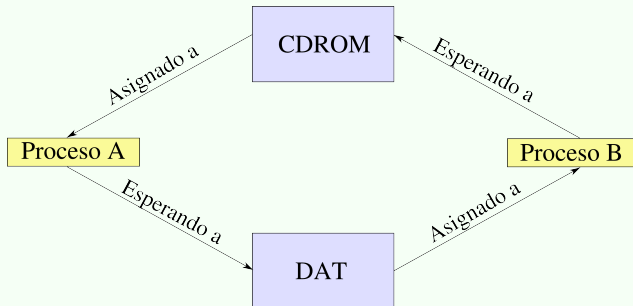 CDROM
Asignado a
Esperando a
Proceso A
Proceso B
Esperando a
Asignado a
DAT